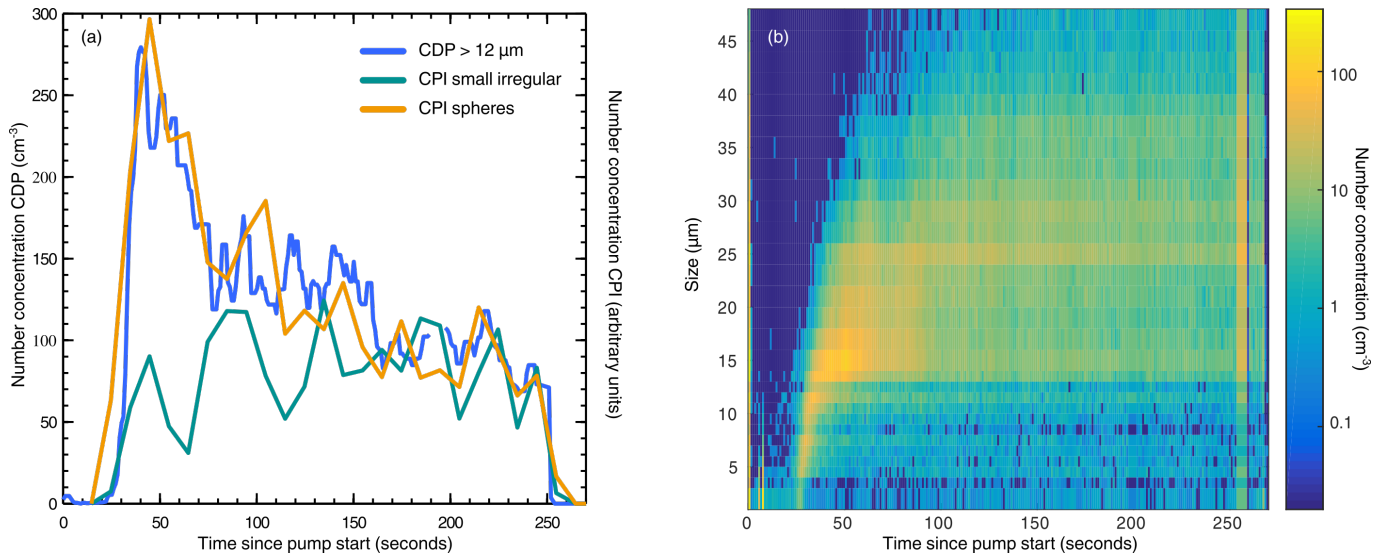 (a)
CDP > 12 µm
CPI small irregular
CPI spheres
300
250
200
150
100
50
0
Number concentration CDP (cm-3)
Number concentration CPI (arbitrary units)
0 50 100 150 200 250
Time since pump start (seconds)
(b)
45
40
35
30
25
20
15
10
5
Size (µm)
0 50 100 150 200 250
Time since pump start (seconds)
100
10
1
0.1
Number concentration (cm-3)